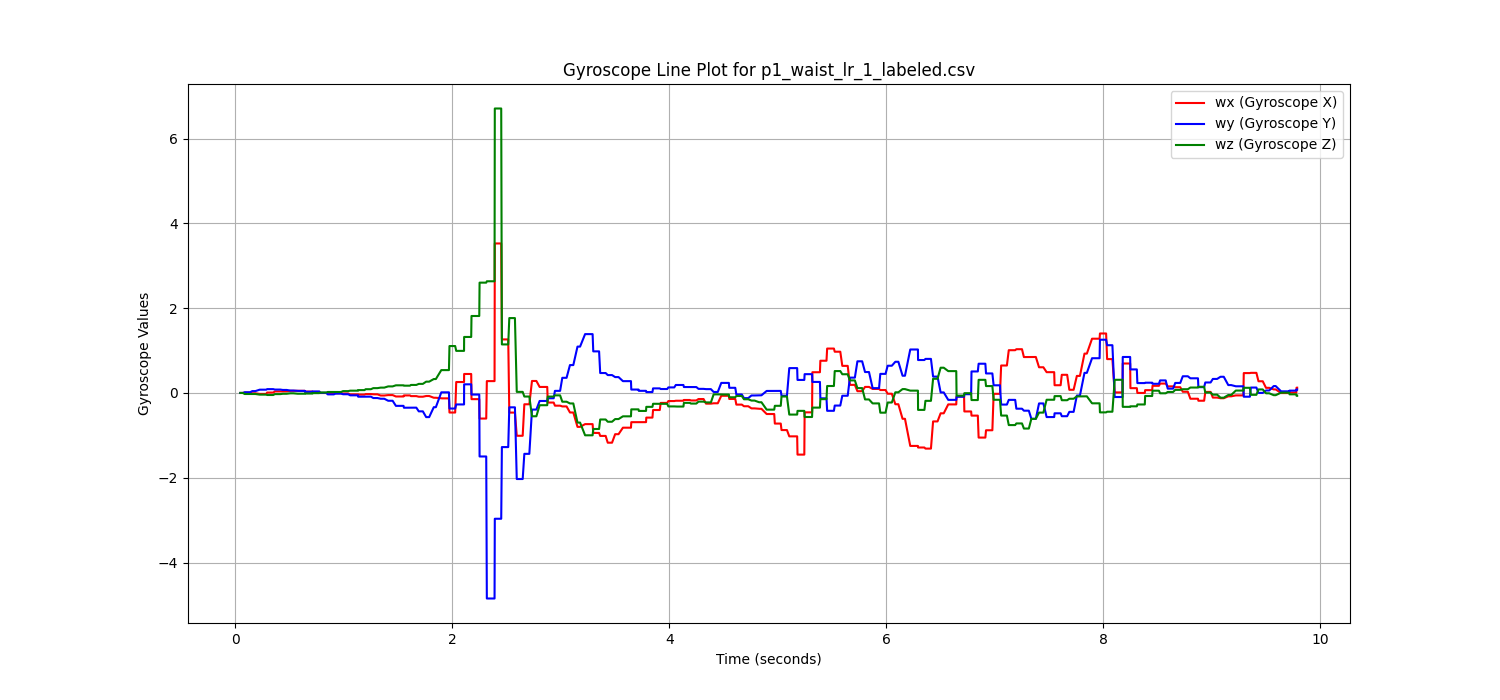 Gyroscope Line Plot for p1_waist_lr_1_labeled.csv
wx (Gyroscope X)
wy (Gyroscope Y)
wz (Gyroscope Z)
Gyroscope Values
6
4
2
0
−2
−4
0 2 4 6 8 10
Time (seconds)